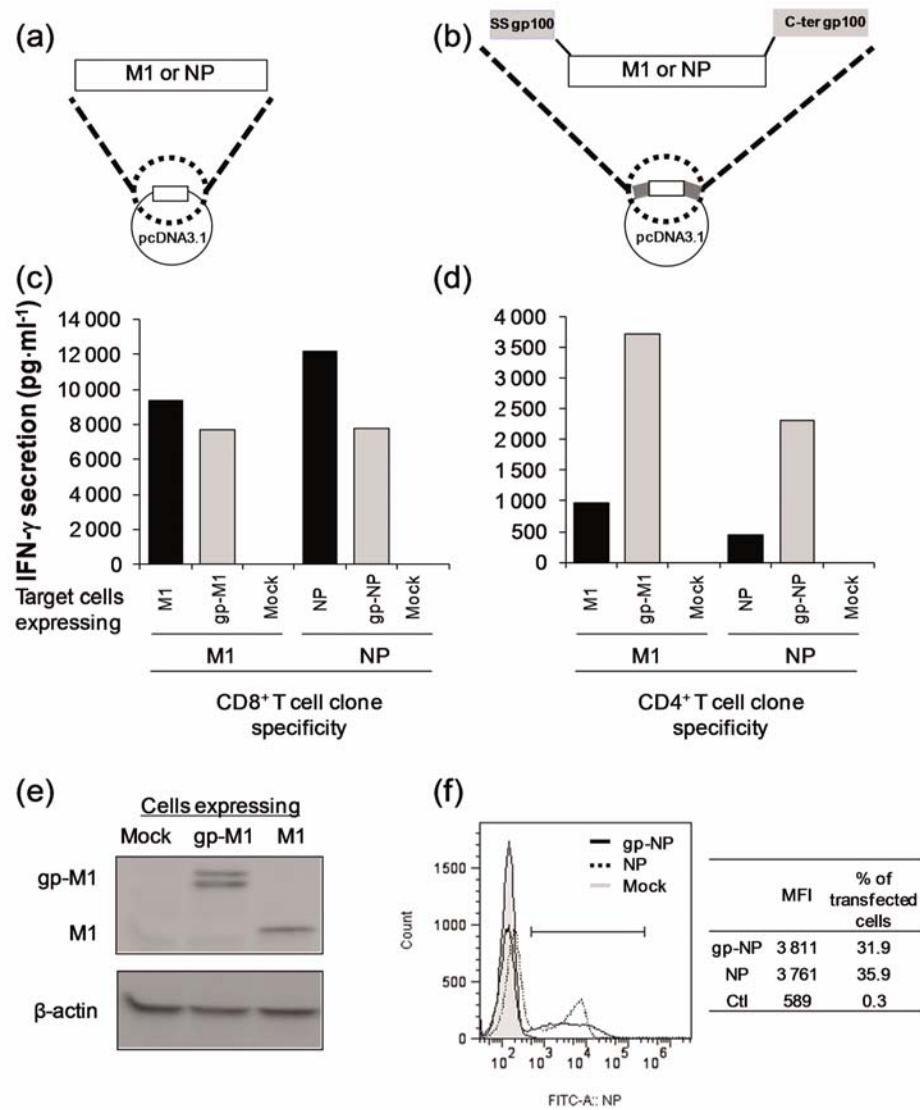 (a)
M1 or NP
pcDNA3.1
(b)
SS gp100
C-ter gp100
M1 or NP
pcDNA3.1
(c)
IFN-γ secretion (pg·ml-1)
14 000
12 000
10 000
8 000
6 000
4 000
2 000
0
Target cells
expressing
M1
gp-M1
Mock
NP
gp-NP
Mock
M1
NP
CD8+ T cell clone
specificity
(d)
4 000
3 500
3 000
2 500
2 000
1 500
1 000
500
0
M1
gp-M1
Mock
NP
gp-NP
Mock
M1
NP
CD4+ T cell clone
specificity
(e)
Cells expressing
Mock gp-M1 M1
gp-M1
M1
β-actin
(f)
Count
1500
1000
500
0
gp-NP
NP
Mock
10² 10³ 10⁴ 10⁵ 10⁶
FITC-A:: NP
MFI % of transfected cells
gp-NP 3 811 31.9
NP 3 761 35.9
Ctl 589 0.3